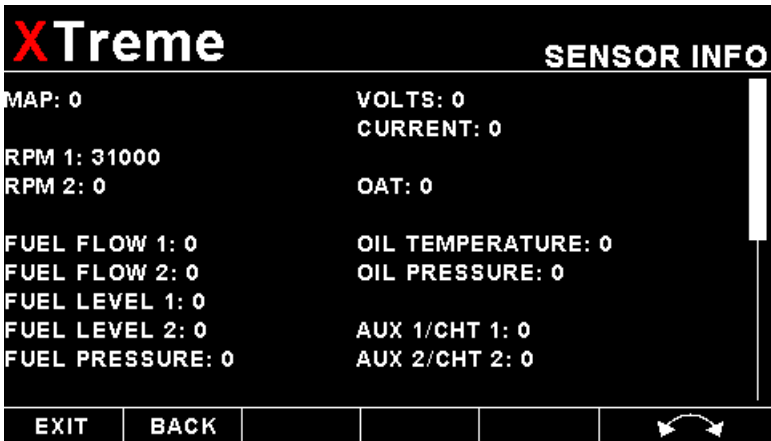 XTreme
SENSOR INFO
MAP: 0
VOLTS: 0
CURRENT: 0
RPM 1: 31000
RPM 2: 0
OAT: 0
FUEL FLOW 1: 0
OIL TEMPERATURE: 0
FUEL FLOW 2: 0
OIL PRESSURE: 0
FUEL LEVEL 1: 0
FUEL LEVEL 2: 0
AUX 1/CHT 1: 0
FUEL PRESSURE: 0
AUX 2/CHT 2: 0
EXIT
BACK